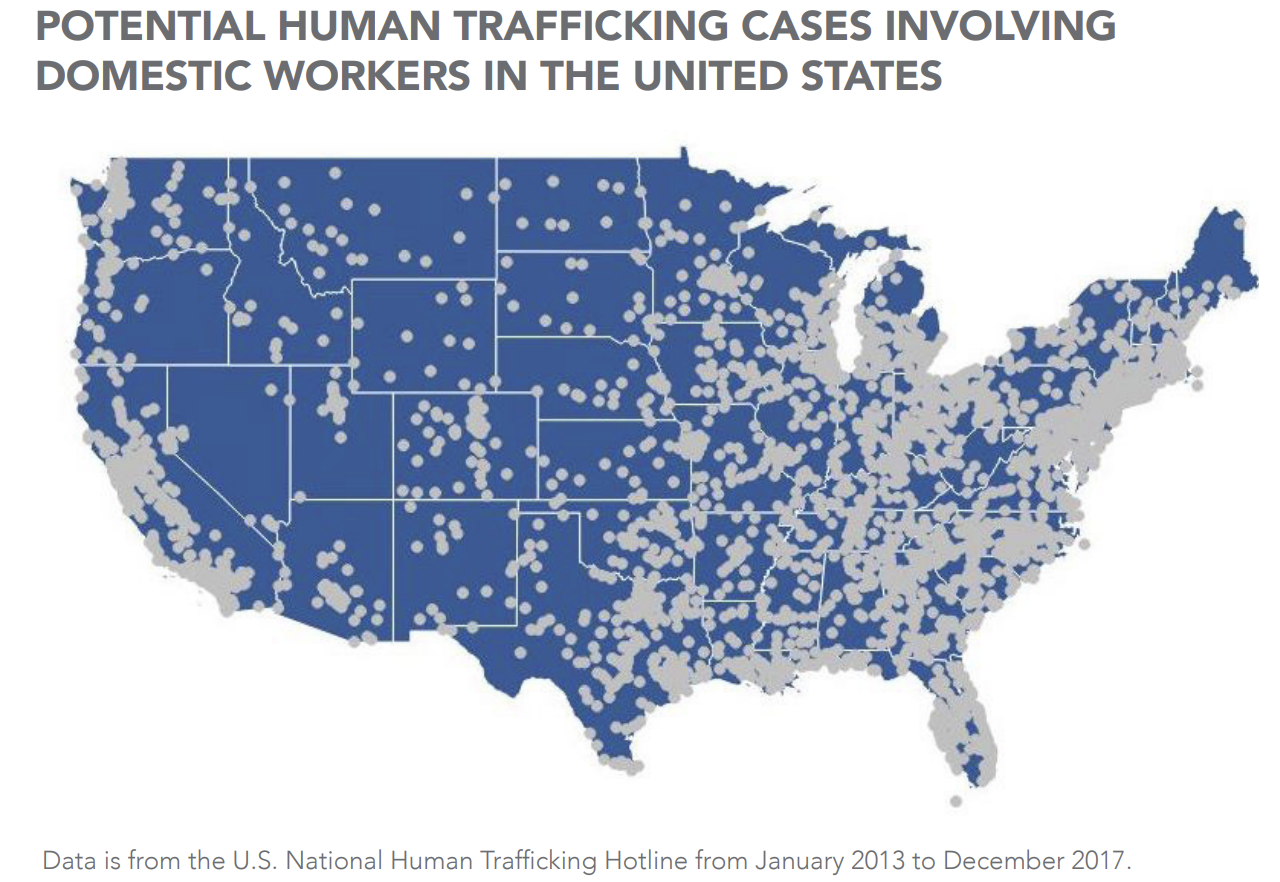 POTENTIAL HUMAN TRAFFICKING CASES INVOLVING
DOMESTIC WORKERS IN THE UNITED STATES
Data is from the U.S. National Human Trafficking Hotline from January 2013 to December 2017.